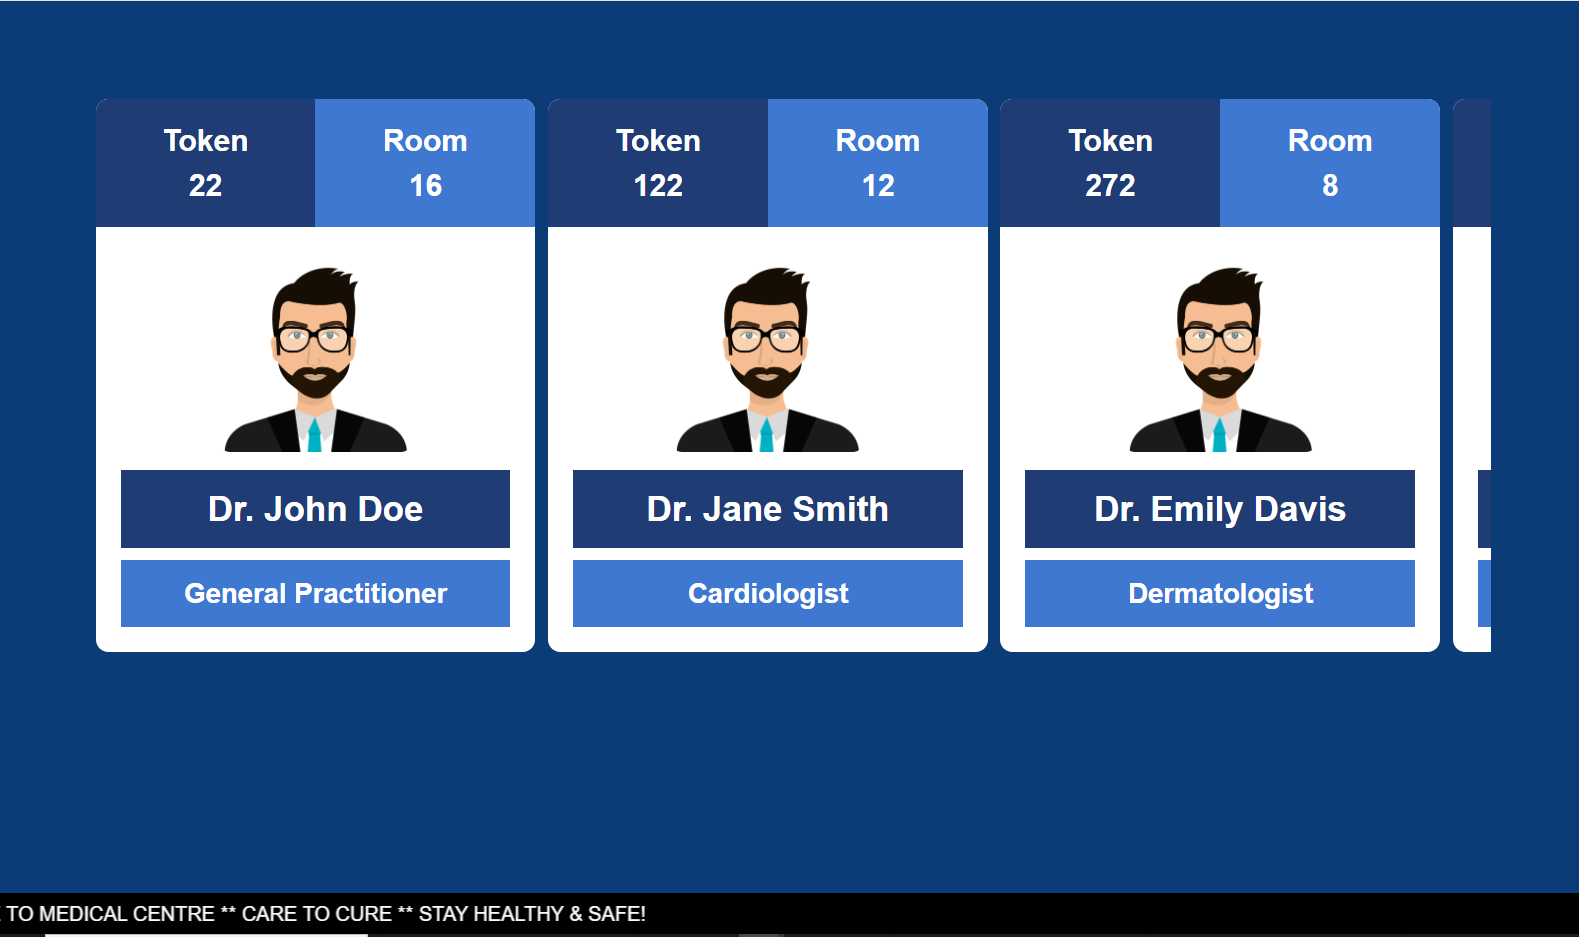 Token
22
Room
16
Dr. John Doe
General Practitioner
Token
122
Room
12
Dr. Jane Smith
Cardiologist
Token
272
Room
8
Dr. Emily Davis
Dermatologist
TO MEDICAL CENTRE ** CARE TO CURE ** STAY HEALTHY & SAFE!